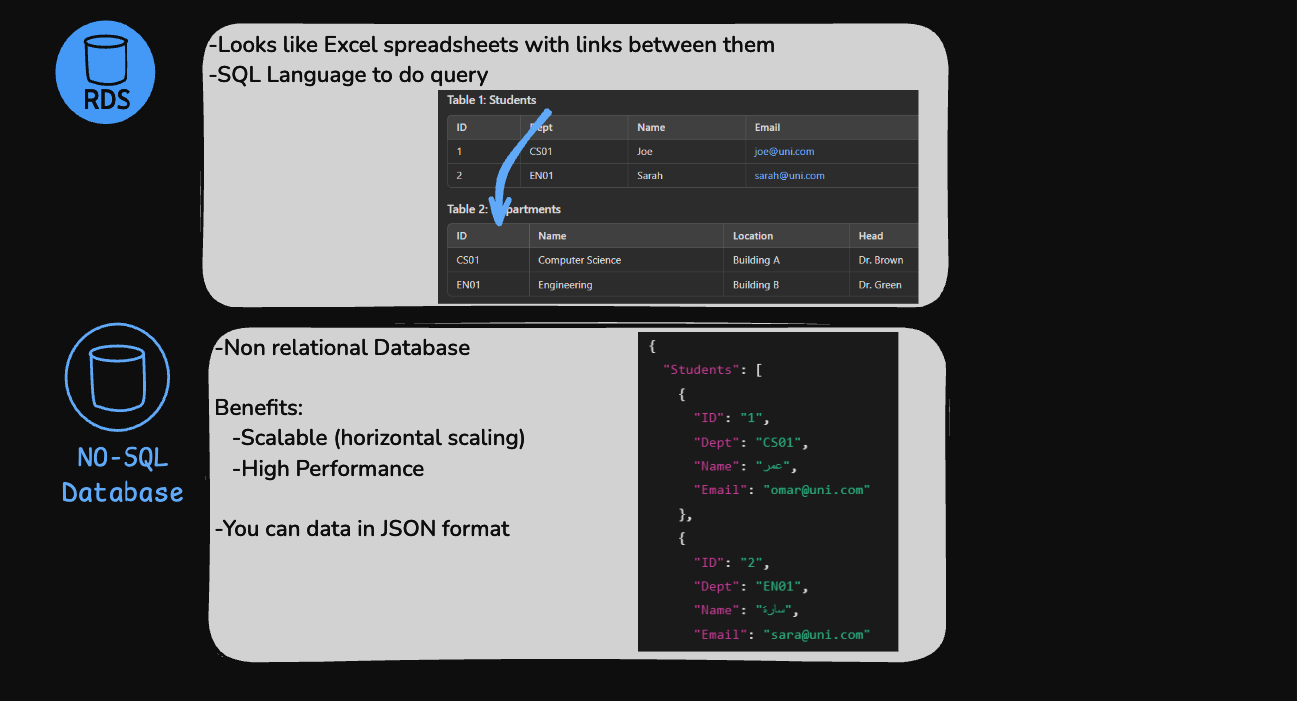 RDS
-Looks like Excel spreadsheets with links between them
-SQL Language to do query
Table 1: Students
ID Dept Name Email
1 CS01 Joe joe@uni.com
2 EN01 Sarah sarah@uni.com
Table 2: Departments
ID Name Location Head
CS01 Computer Science Building A Dr. Brown
EN01 Engineering Building B Dr. Green
NO-SQL
Database
-Non relational Database
Benefits:
-Scalable (horizontal scaling)
-High Performance
-You can data in JSON format
{
"Students": [
{
"ID": "1",
"Dept": "CS01",
"Name": "عمر",
"Email": "omar@uni.com"
},
{
"ID": "2",
"Dept": "EN01",
"Name": "سارة",
"Email": "sara@uni.com"